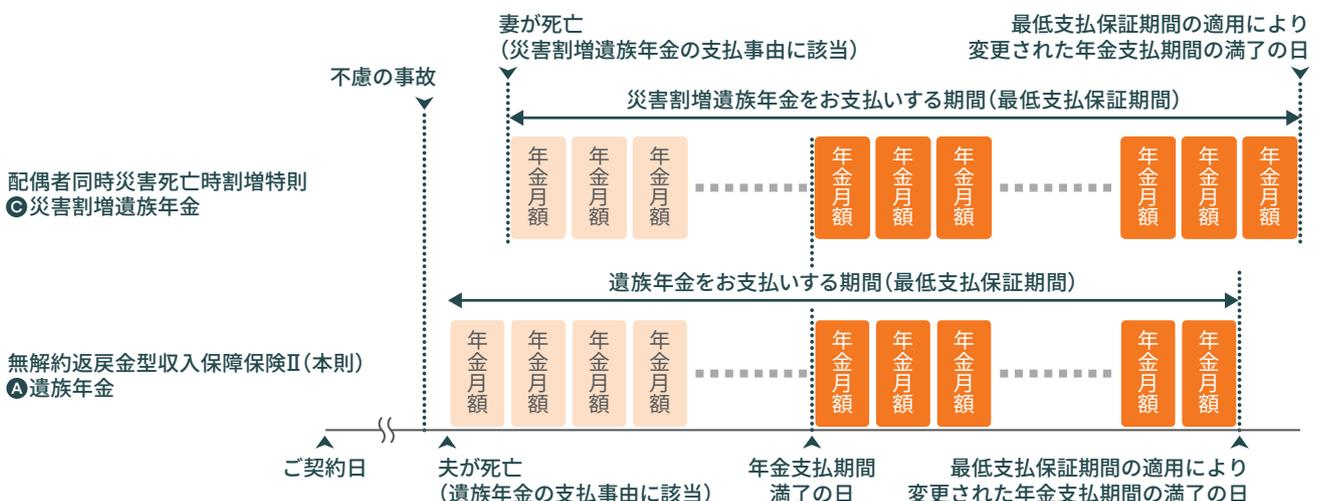 妻が死亡
(災害割増遺族年金の支払事由に該当)
最低支払保証期間の適用により
変更された年金支払期間の満了の日
不慮の事故
災害割増遺族年金をお支払いする期間(最低支払保証期間)
配偶者同時災害死亡時割増特則
C災害割増遺族年金
年金月額
年金月額
年金月額
年金月額
年金月額
年金月額
年金月額
年金月額
年金月額
遺族年金をお支払いする期間(最低支払保証期間)
無解約返戻金型収入保障保険Ⅱ(本則)
A遺族年金
年金月額
年金月額
年金月額
年金月額
年金月額
年金月額
年金月額
年金月額
年金月額
ご契約日
夫が死亡
(遺族年金の支払事由に該当)
年金支払期間
満了の日
最低支払保証期間の適用により
変更された年金支払期間の満了の日